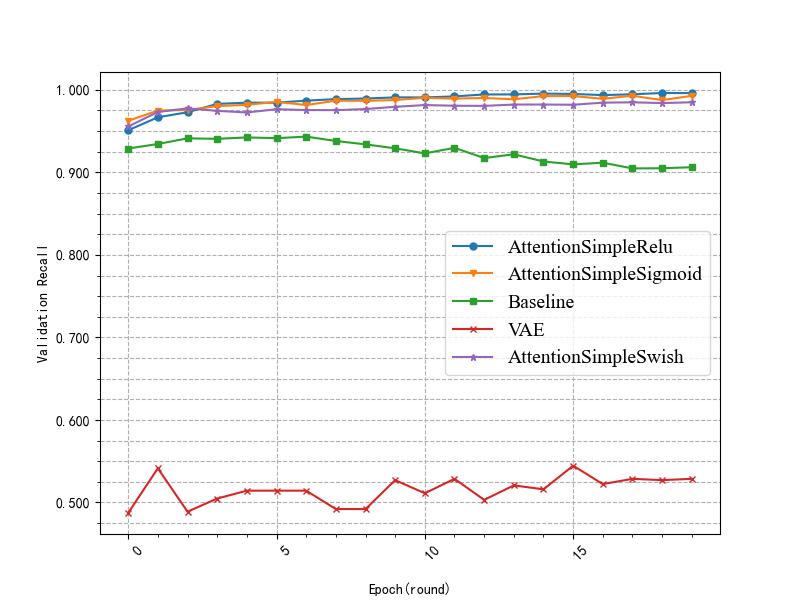 1.000
0.900
0.800
0.700
0.600
0.500
Validation Recall
AttentionSimpleRelu
AttentionSimpleSigmoid
Baseline
VAE
AttentionSimpleSwish
0 5 10 15
Epoch(round)